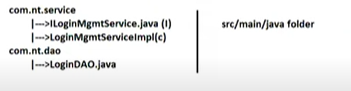 com.nt.service
|--->ILoginMgmtService.java (I)
|--->LoginMgmtServiceImpl(c)
com.nt.dao
|--->LoginDAO.java
src/main/java folder